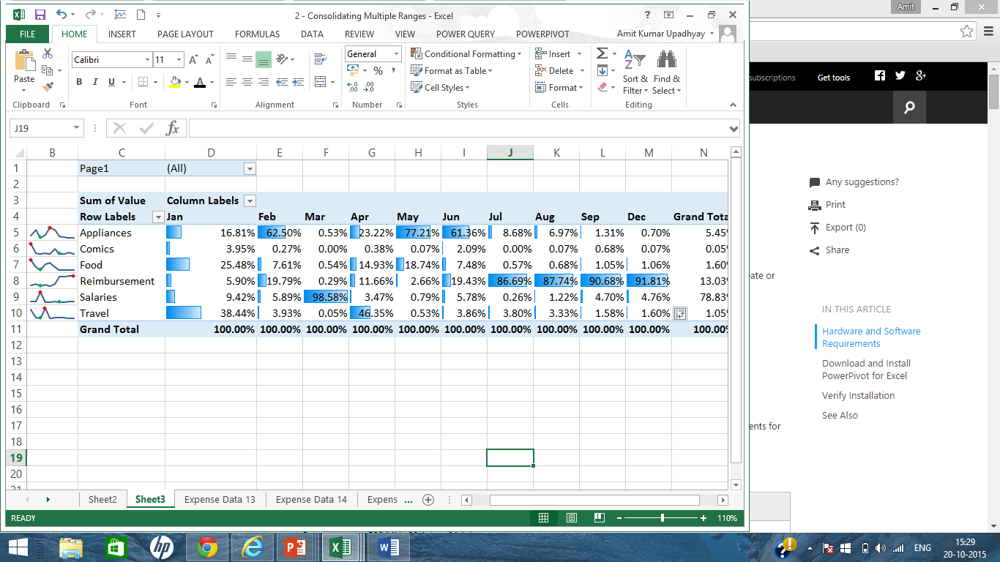 2 - Consolidating Multiple Ranges - Excel
?
FILE HOME INSERT PAGE LAYOUT FORMULAS DATA REVIEW VIEW POWER QUERY POWERPIVOT Amit Kumar Upadhyay
Calibri 11 General Conditional Formatting Insert
Paste Format as Table Delete Sort & Filter Find & Select
B I U A % , Cell Styles Format
Clipboard Font Alignment Number Styles Cells Editing
J19 fx
B C D E F G H I J K L M N
1 Page1 (All)
2
3 Sum of Value Column Labels
4 Row Labels Jan Feb Mar Apr May Jun Jul Aug Sep Dec Grand Tota
5 Appliances 16.81% 62.50% 0.53% 23.22% 77.21% 61.36% 8.68% 6.97% 1.31% 0.70% 5.45%
6 Comics 3.95% 0.27% 0.00% 0.38% 0.07% 2.09% 0.00% 0.07% 0.68% 0.07% 0.05%
7 Food 25.48% 7.61% 0.54% 14.93% 18.74% 7.48% 0.57% 0.68% 1.05% 1.06% 1.60%
8 Reimbursement 5.90% 19.79% 0.29% 11.66% 2.66% 19.43% 86.69% 87.74% 90.68% 91.81% 13.03
9 Salaries 9.42% 5.89% 98.58% 3.47% 0.79% 5.78% 0.26% 1.22% 4.70% 4.76% 78.83
10 Travel 38.44% 3.93% 0.05% 46.35% 0.53% 3.86% 3.80% 3.33% 1.58% 1.60% 1.05%
11 Grand Total 100.00% 100.00% 100.00% 100.00% 100.00% 100.00% 100.00% 100.00% 100.00% 100.00% 100.00%
12
13
14
15
16
17
18
19
20
21
Sheet2 Sheet3 Expense Data 13 Expense Data 14 Expens ...
READY 110%
Amit
subscriptions Get tools
Any suggestions?
Print
Export (0)
Share
ate or
IN THIS ARTICLE
Hardware and Software
Requirements
Download and Install
PowerPivot for Excel
Verify Installation
See Also
ents for
hp
ENG
15:29
20-10-2015